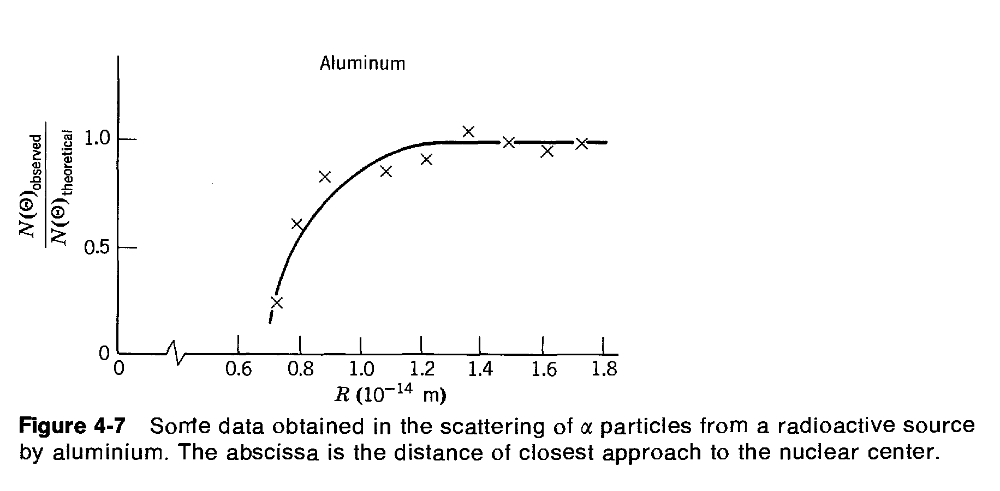 Aluminum
N(Θ)observed
N(Θ)theoretical
1.0
0.5
0
0 0.6 0.8 1.0 1.2 1.4 1.6 1.8
R (10⁻¹⁴ m)
Figure 4-7 Some data obtained in the scattering of α particles from a radioactive source
by aluminium. The abscissa is the distance of closest approach to the nuclear center.